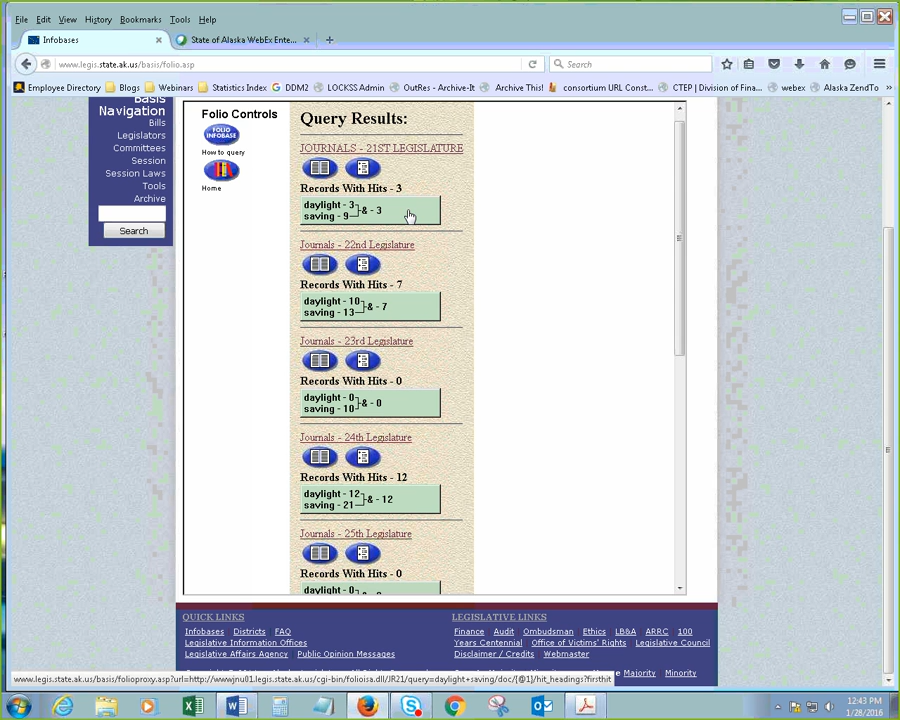 File Edit View History Bookmarks Tools Help
Infobases × State of Alaska WebEx Ente... × +
www.legis.state.ak.us/basis/folio.asp Search
Employee Directory Blogs Webinars Statistics Index DDM2 LOCKSS Admin OutRes - Archive-It Archive This! consortium URL Const... CTEP | Division of Fina... webex Alaska ZendTo
Basis
Navigation
Bills
Legislators
Committees
Session
Session Laws
Tools
Archive
Search
Folio Controls
FOLIO
INFOBASE
How to query
Home
Query Results:
JOURNALS - 21ST LEGISLATURE
Records With Hits - 3
daylight - 3
saving - 9
& - 3
Journals - 22nd Legislature
Records With Hits - 7
daylight - 10
saving - 13
& - 7
Journals - 23rd Legislature
Records With Hits - 0
daylight - 0
saving - 10
& - 0
Journals - 24th Legislature
Records With Hits - 12
daylight - 12
saving - 21
& - 12
Journals - 25th Legislature
Records With Hits - 0
daylight - 0
QUICK LINKS
Infobases Districts FAQ
Legislative Information Offices
Legislative Affairs Agency Public Opinion Messages
LEGISLATIVE LINKS
Finance Audit Ombudsman Ethics LB&A ARRC 100
Years Centennial Office of Victims' Rights Legislative Council
Disclaimer / Credits Webmaster
Majority Minority
www.legis.state.ak.us/basis/folioproxy.asp?url=http://wwwjnu01.legis.state.ak.us/cgi-bin/folioisa.dll/JR21/query=daylight+saving/doc/{@1}/hit_headings?firsthit
12:43 PM
1/28/2016